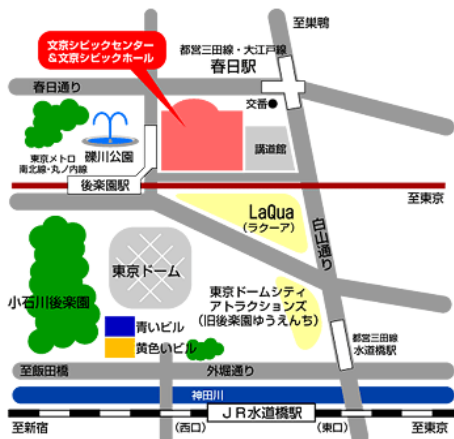 至巣鴨
文京シビックセンター
&文京シビックホール
都営三田線・大江戸線
春日駅
春日通り
交番
礫川公園
講道館
東京メトロ
南北線・丸ノ内線
後楽園駅
至東京
LaQua
(ラクーア)
白山通り
東京ドーム
小石川後楽園
東京ドームシティ
アトラクションズ
(旧後楽園ゆうえんち)
青いビル
黄色いビル
都営三田線
水道橋駅
至飯田橋
外堀通り
神田川
至新宿
(西口)
JR水道橋駅
(東口)
至東京